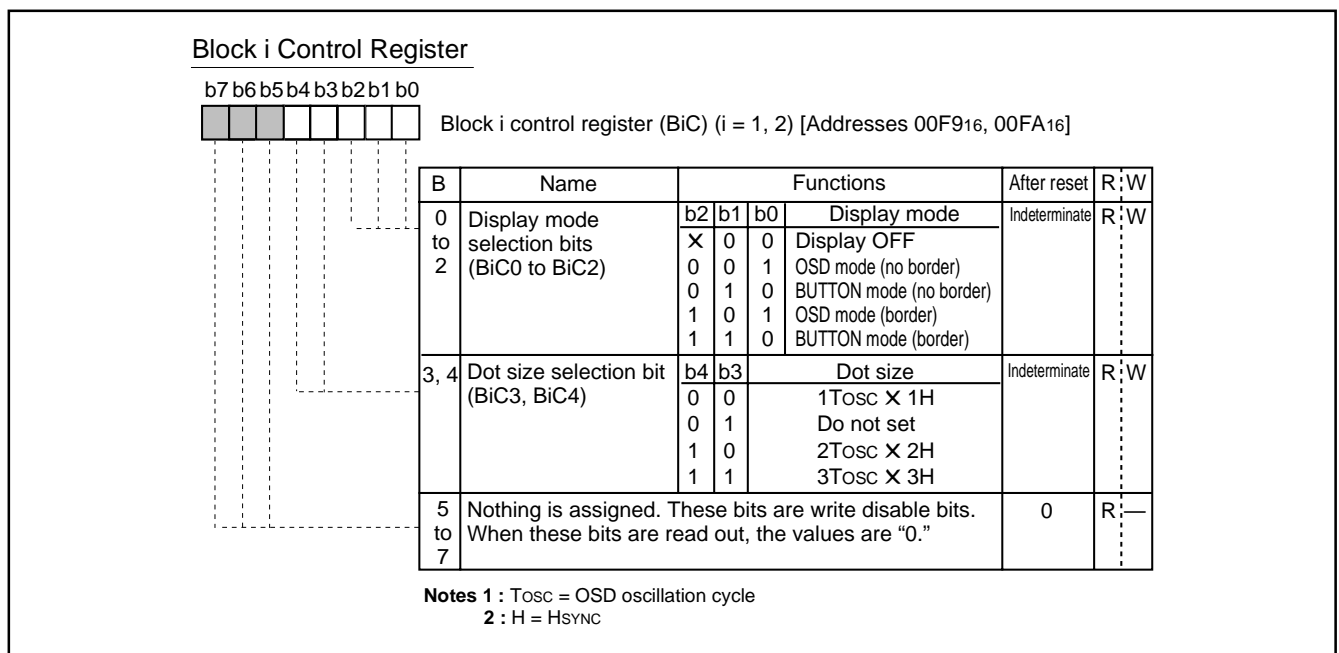 Block i Control Register
b7 b6 b5 b4 b3 b2 b1 b0
Block i control register (BiC) (i = 1, 2) [Addresses 00F916, 00FA16]
B Name Functions After reset R W
0 to 2 Display mode selection bits (BiC0 to BiC2) b2 b1 b0 Display mode Indeterminate R W
✕ 0 0 Display OFF
0 0 1 OSD mode (no border)
0 1 0 BUTTON mode (no border)
1 0 1 OSD mode (border)
1 1 0 BUTTON mode (border)
3, 4 Dot size selection bit (BiC3, BiC4) b4 b3 Dot size Indeterminate R W
0 0 1TOSC ✕ 1H
0 1 Do not set
1 0 2TOSC ✕ 2H
1 1 3TOSC ✕ 3H
5 to 7 Nothing is assigned. These bits are write disable bits. 0 R —
When these bits are read out, the values are “0.”
Notes 1 : TOSC = OSD oscillation cycle
2 : H = HSYNC